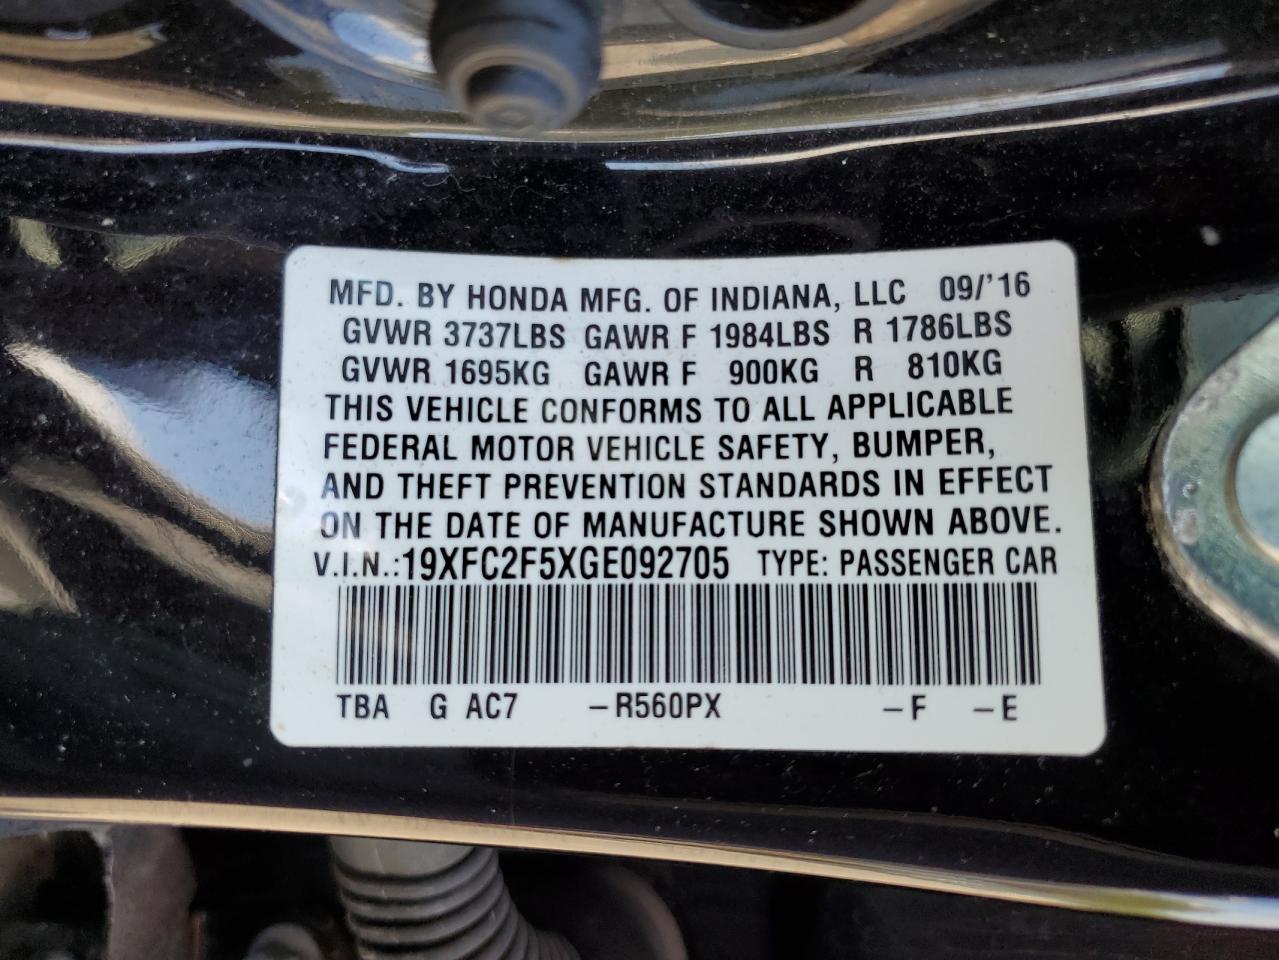 MFD. BY HONDA MFG. OF INDIANA, LLC 09/'16
GVWR 3737LBS GAWR F 1984LBS R 1786LBS
GVWR 1695KG GAWR F 900KG R 810KG
THIS VEHICLE CONFORMS TO ALL APPLICABLE
FEDERAL MOTOR VEHICLE SAFETY, BUMPER,
AND THEFT PREVENTION STANDARDS IN EFFECT
ON THE DATE OF MANUFACTURE SHOWN ABOVE.
V.I.N.:19XFC2F5XGE092705 TYPE: PASSENGER CAR
TBA G AC7 –R560PX –F –E